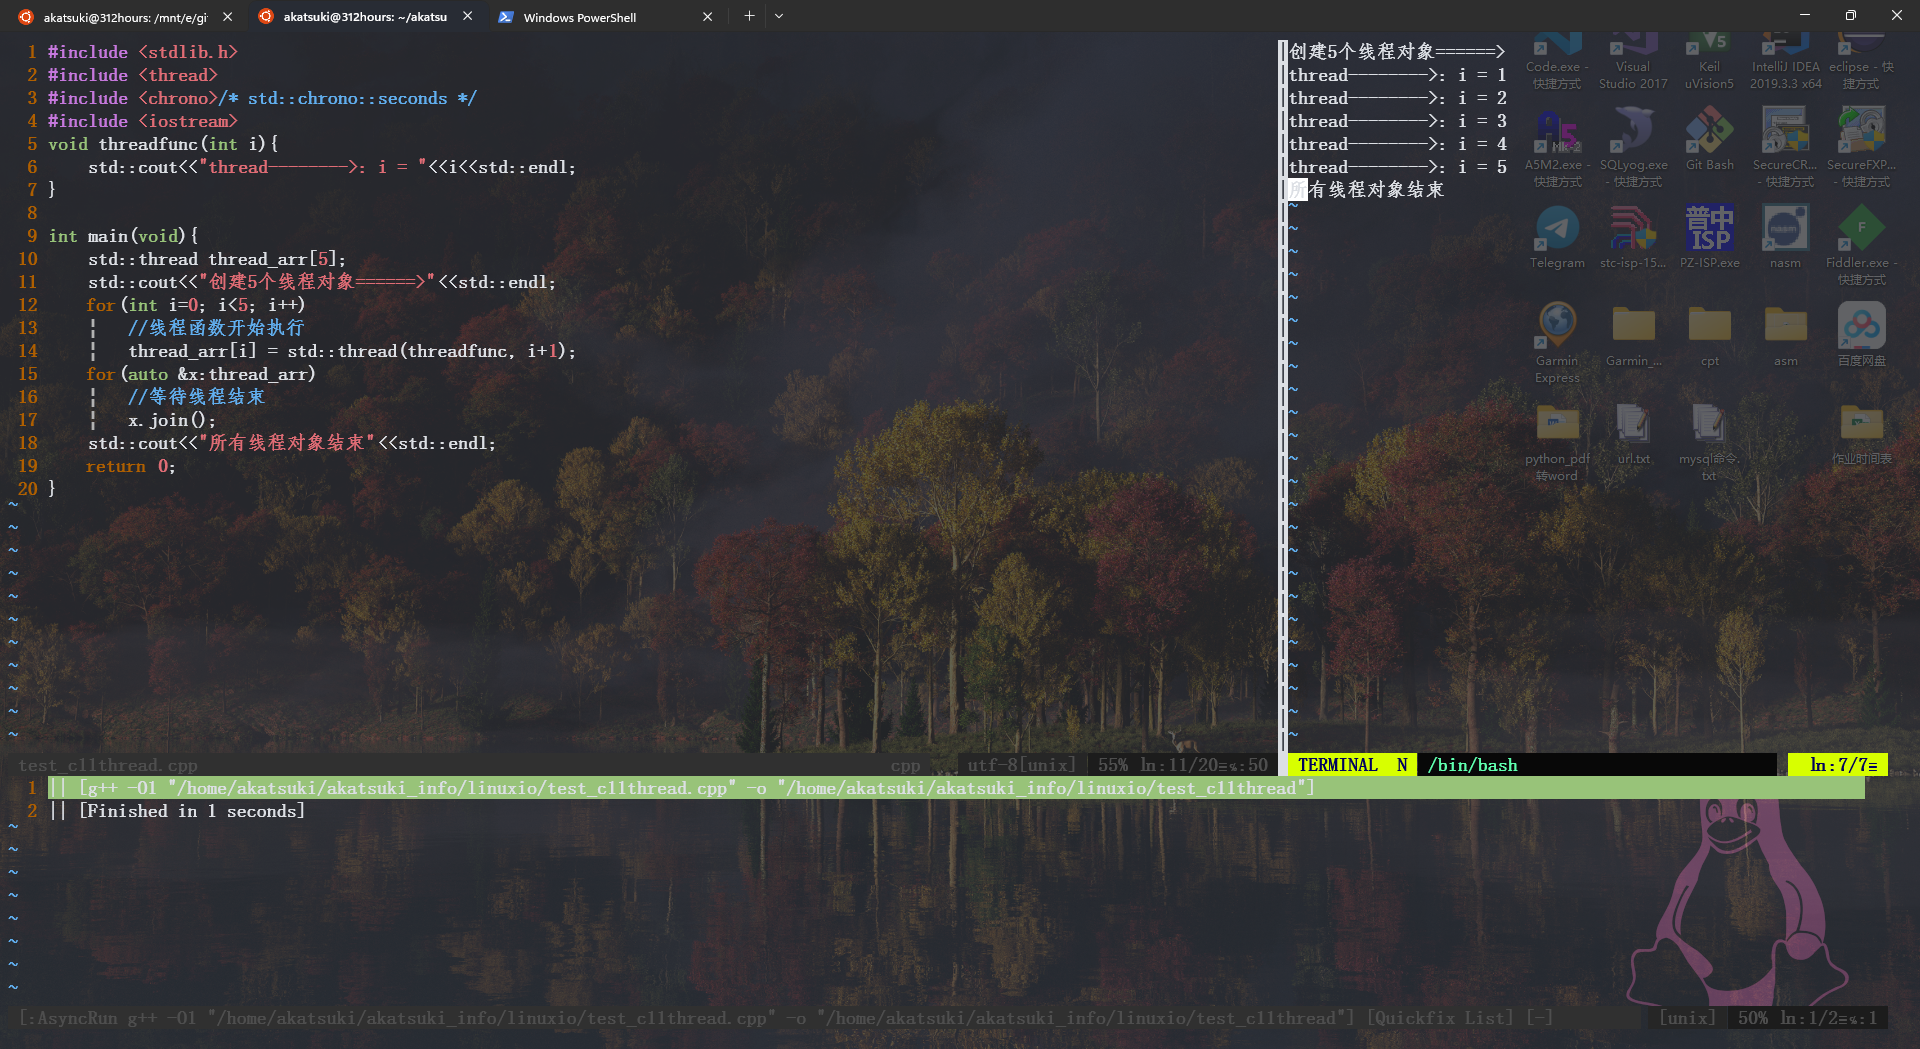 akatsuki@312hours: /mnt/e/gi
akatsuki@312hours: ~/akatsu
Windows PowerShell
1 #include <stdlib.h>
2 #include <thread>
3 #include <chrono>/* std::chrono::seconds */
4 #include <iostream>
5 void threadfunc(int i){
6     std::cout<<"thread-------->: i = "<<i<<std::endl;
7 }
8
9 int main(void){
10     std::thread thread_arr[5];
11     std::cout<<"创建5个线程对象======>"<<std::endl;
12     for(int i=0; i<5; i++)
13     ¦   //线程函数开始执行
14     ¦   thread_arr[i] = std::thread(threadfunc, i+1);
15     for(auto &x:thread_arr)
16     ¦   //等待线程结束
17     ¦   x.join();
18     std::cout<<"所有线程对象结束"<<std::endl;
19     return 0;
20 }
创建5个线程对象======>
thread-------->: i = 1
thread-------->: i = 2
thread-------->: i = 3
thread-------->: i = 4
thread-------->: i = 5
所有线程对象结束
Code.exe - 快捷方式
Visual Studio 2017
Keil uVision5
IntelliJ IDEA 2019.3.3 x64
eclipse - 快捷方式
A5M2.exe - 快捷方式
SQLyog.exe - 快捷方式
Git Bash
SecureCR... - 快捷方式
SecureFXP... - 快捷方式
Telegram
stc-isp-15...
普中 ISP
PZ-ISP.exe
nasm
Fiddler.exe - 快捷方式
Garmin Express
Garmin_...
cpt
asm
百度网盘
python_pdf转word
url.txt
mysql命令.txt
作业时间表
test_c11thread.cpp cpp utf-8[unix] 55% ln:11/20≡℅:50
TERMINAL N /bin/bash ln:7/7≡
1 || [g++ -O1 "/home/akatsuki/akatsuki_info/linuxio/test_c11thread.cpp" -o "/home/akatsuki/akatsuki_info/linuxio/test_c11thread"]
2 || [Finished in 1 seconds]
[:AsyncRun g++ -O1 "/home/akatsuki/akatsuki_info/linuxio/test_c11thread.cpp" -o "/home/akatsuki/akatsuki_info/linuxio/test_c11thread"] [Quickfix List] [-] [unix] 50% ln:1/2≡℅:1